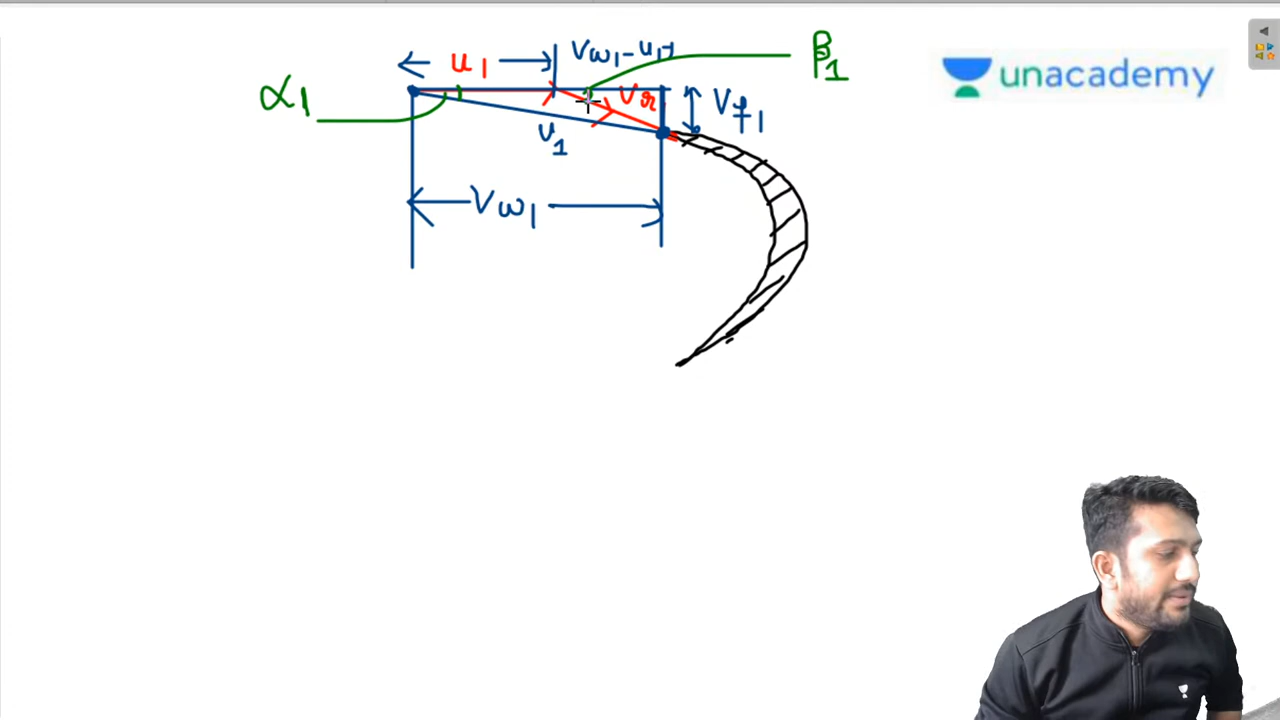 u₁
Vω₁-u₁
β₁
unacademy
α₁
Vr
Vf₁
v₁
Vω₁